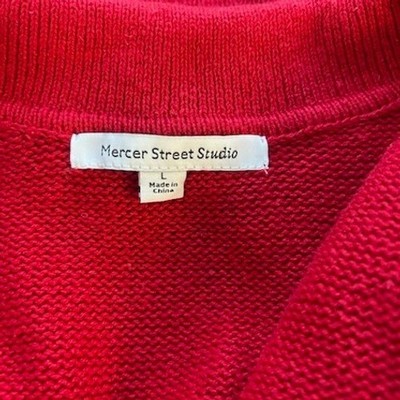 Mercer Street Studio
L
Made in
China